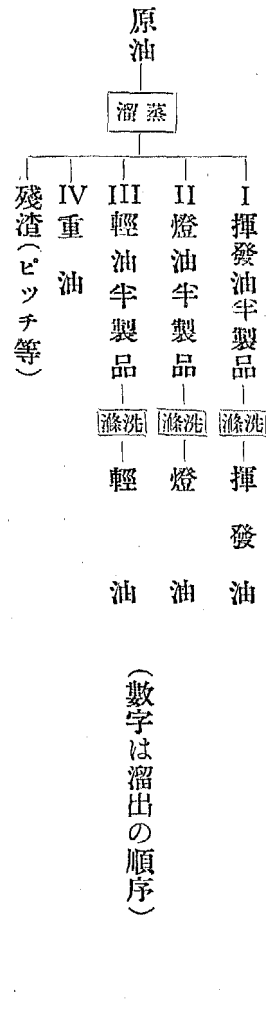 原油
蒸溜
I 揮發油半製品 洗滌 揮發油
II 燈油半製品 洗滌 燈油
III 輕油半製品 洗滌 輕油
IV 重油
殘渣(ピッチ等)
(數字は溜出の順序)